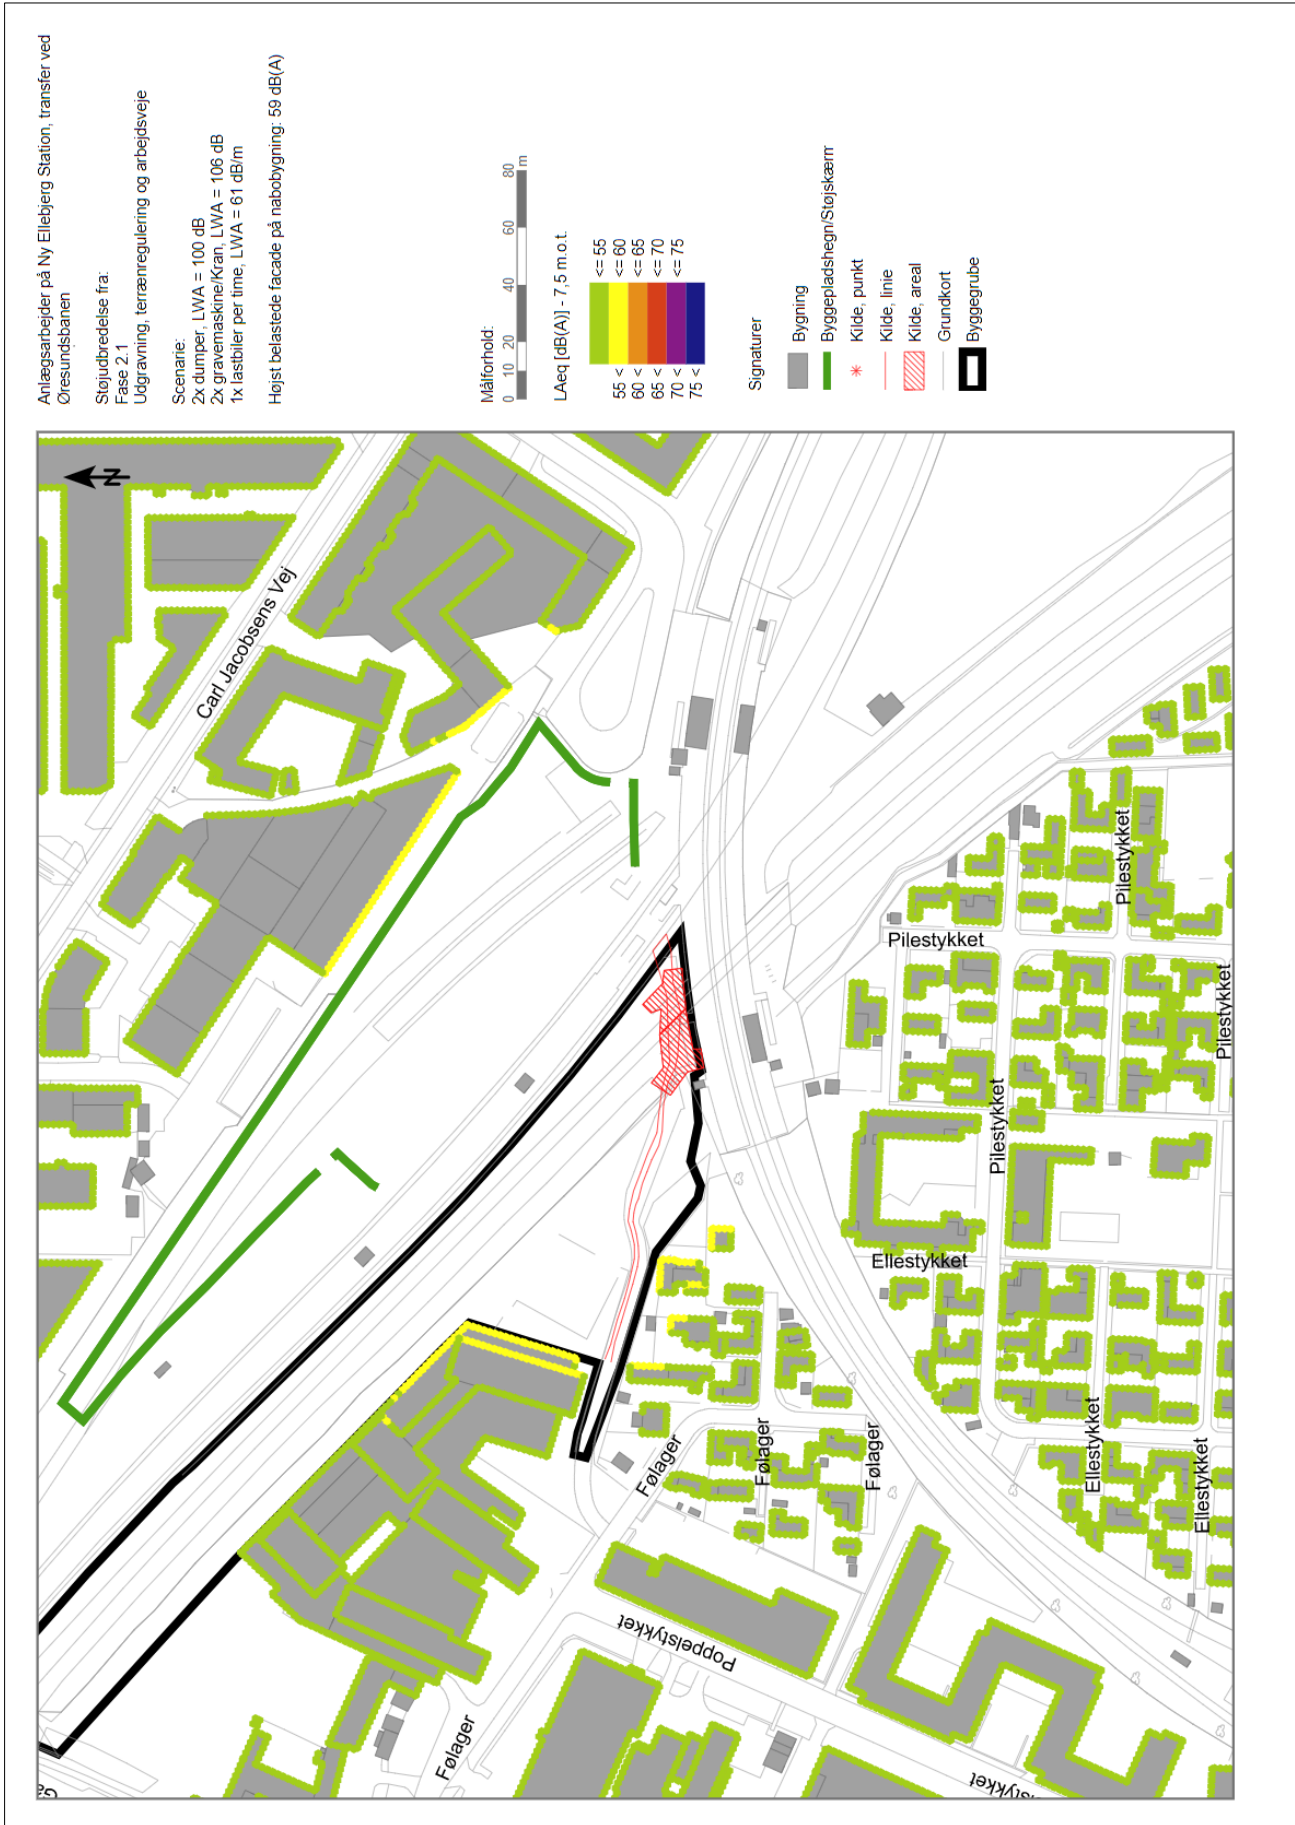 Anlægsarbejder på Ny Ellebjerg Station, transfer ved
Øresundsbanen
Støjudbredelse fra:
Fase 2.1
Udgravning, terrænregulering og arbejdsveje
Scenarie:
2x dumper, LWA = 100 dB
2x gravemaskine/Kran, LWA = 106 dB
1x lastbiler per time, LWA = 61 dB/m
Højst belastede facade på nabobygning: 59 dB(A)
Målforhold:
0 10 20 40 60 80
m
LAeq [dB(A)] - 7,5 m.o.t.
<= 55
55 < <= 60
60 < <= 65
65 < <= 70
70 < <= 75
75 <
Signaturer
Bygning
Byggepladshegn/Støjskærm
Kilde, punkt
Kilde, linie
Kilde, areal
Grundkort
Byggegrube
N
Carl Jacobsens Vej
Pilestykket
Pilestykket
Pilestykket
Pilestykket
Ellestykket
Ellestykket
Ellestykket
Følager
Følager
Følager
Følager
Poppelstykket
elstykket
Ga